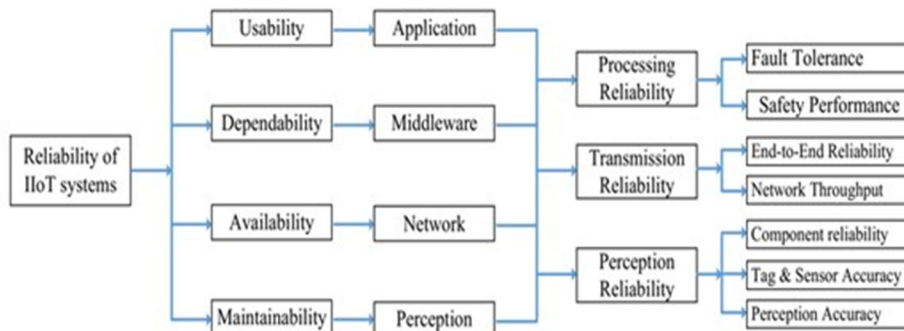 Reliability of
IIoT systems
Usability
Dependability
Availability
Maintainability
Application
Middleware
Network
Perception
Processing
Reliability
Transmission
Reliability
Perception
Reliability
Fault Tolerance
Safety Performance
End-to-End Reliability
Network Throughput
Component reliability
Tag & Sensor Accuracy
Perception Accuracy